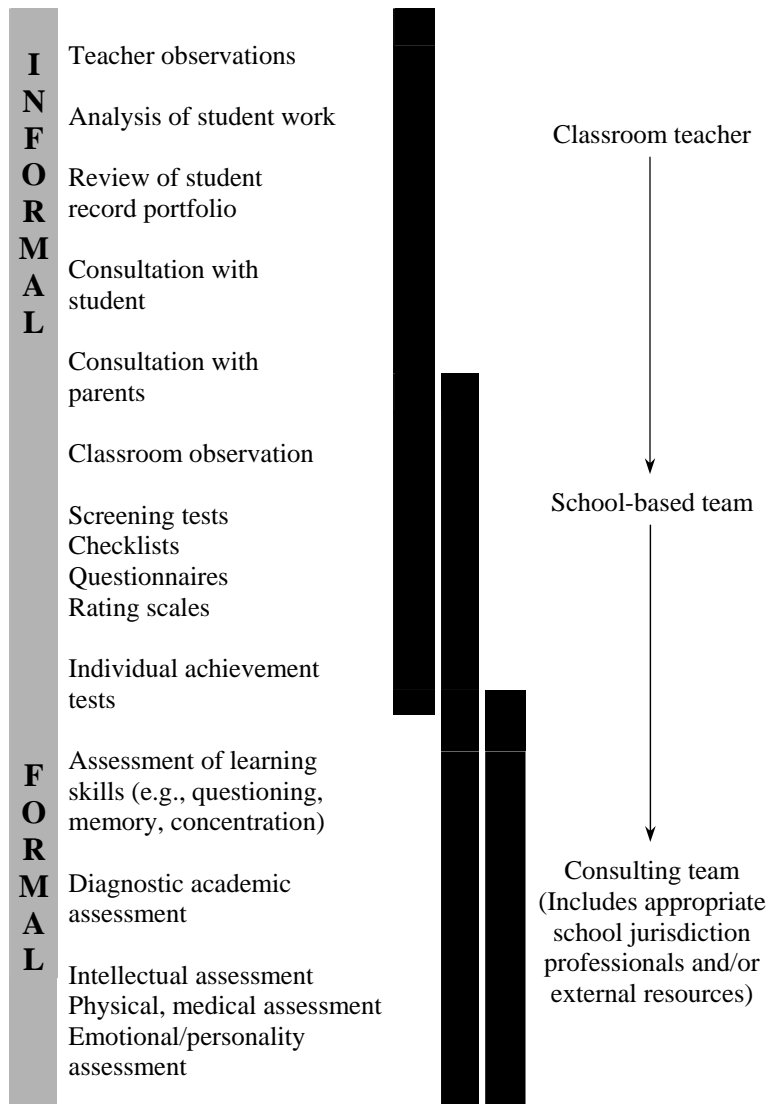 INFORMAL
Teacher observations
Analysis of student work
Review of student
record portfolio
Consultation with
student
Consultation with
parents
Classroom observation
Screening tests
Checklists
Questionnaires
Rating scales
Individual achievement
tests
FORMAL
Assessment of learning
skills (e.g., questioning,
memory, concentration)
Diagnostic academic
assessment
Intellectual assessment
Physical, medical assessment
Emotional/personality
assessment
Classroom teacher
School-based team
Consulting team
(Includes appropriate
school jurisdiction
professionals and/or
external resources)